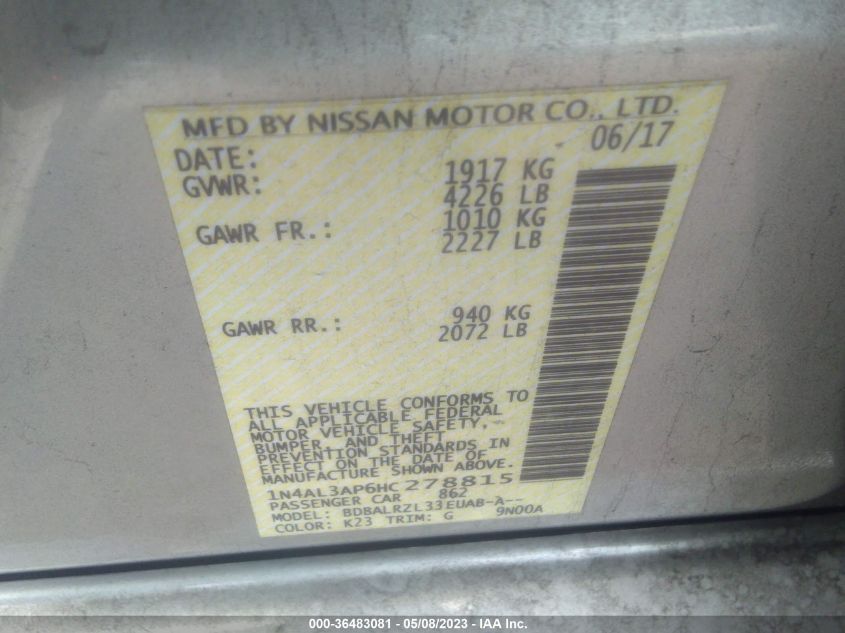 MFD BY NISSAN MOTOR CO., LTD.
DATE: 06/17
GVWR: 1917 KG
4226 LB
GAWR FR.: 1010 KG
2227 LB
GAWR RR.: 940 KG
2072 LB
THIS VEHICLE CONFORMS TO
ALL APPLICABLE FEDERAL
MOTOR VEHICLE SAFETY,
BUMPER, AND THEFT
PREVENTION STANDARDS IN
EFFECT ON THE DATE OF
MANUFACTURE SHOWN ABOVE.
1N4AL3AP6HC278815
PASSENGER CAR 862
MODEL: BDBALRZL33EUAB-A--
COLOR: K23 TRIM: G 9N00A
000-36483081 - 05/08/2023 - IAA Inc.